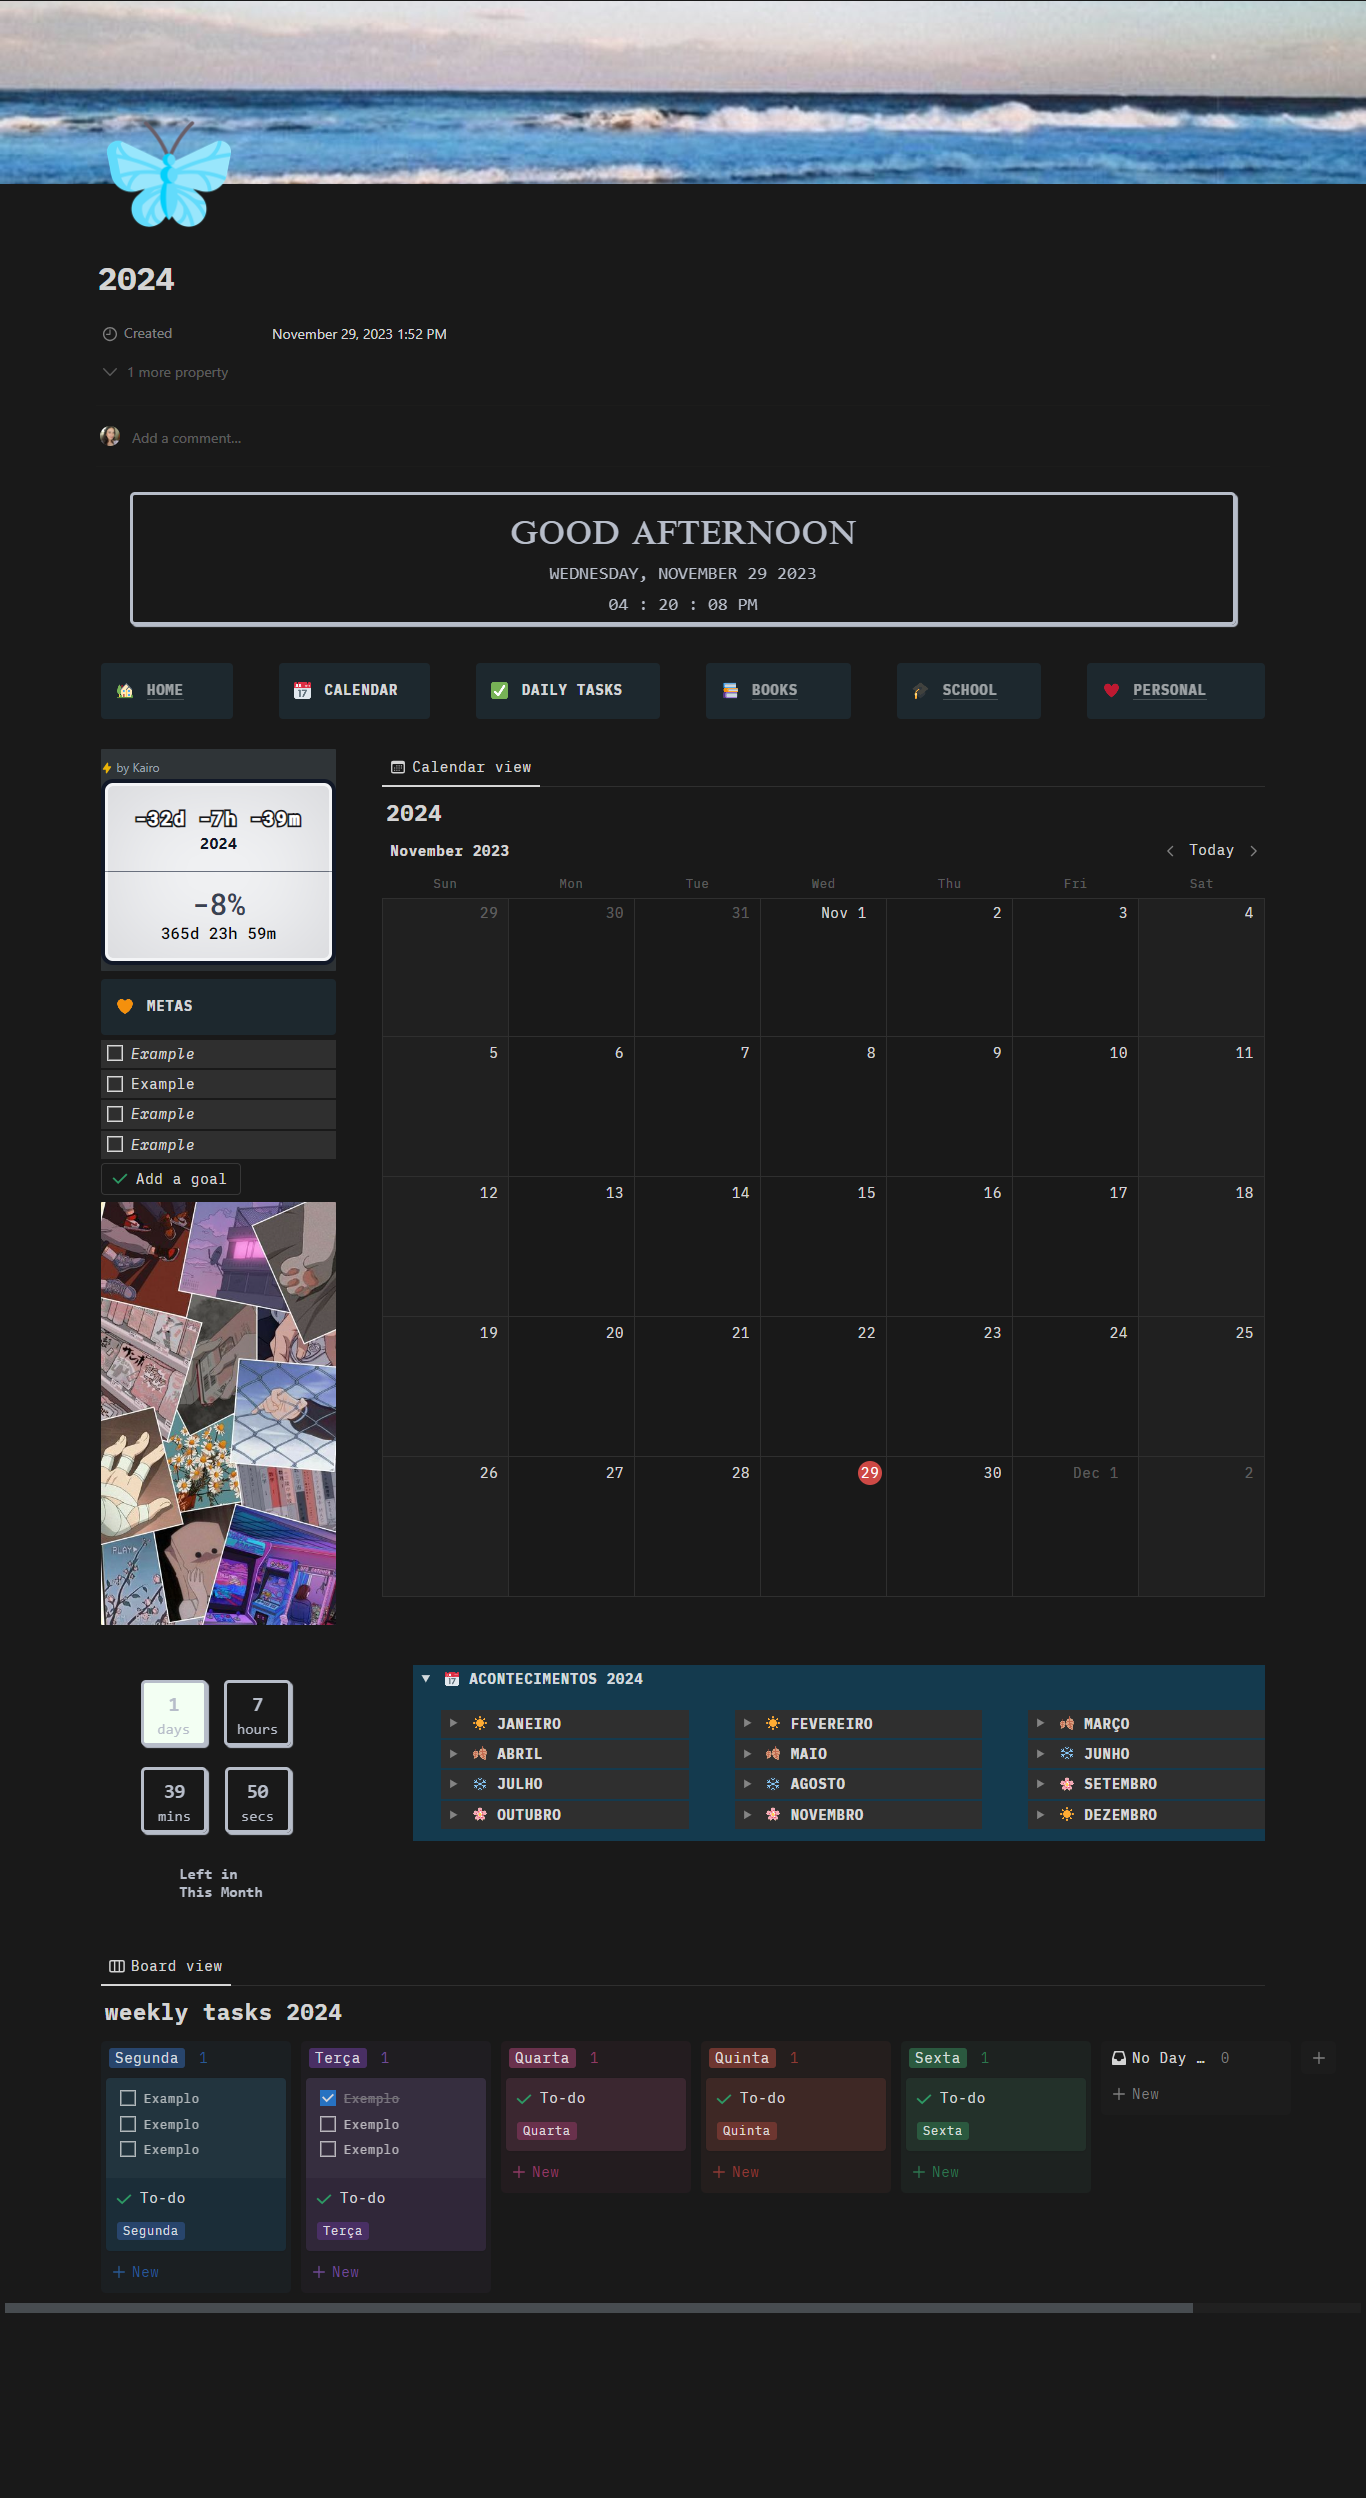 2024
Created November 29, 2023 1:52 PM
1 more property
Add a comment...
GOOD AFTERNOON
WEDNESDAY, NOVEMBER 29 2023
04 : 20 : 08 PM
HOME CALENDAR DAILY TASKS BOOKS SCHOOL PERSONAL
by Kairo
-32d -7h -39m
2024
-8%
365d 23h 59m
METAS
Example
Example
Example
Example
Add a goal
PLAY
Calendar view
2024
November 2023 Today
Sun Mon Tue Wed Thu Fri Sat
29 30 31 Nov 1 2 3 4
5 6 7 8 9 10 11
12 13 14 15 16 17 18
19 20 21 22 23 24 25
26 27 28 29 30 Dec 1 2
1 7
days hours
39 50
mins secs
Left in
This Month
17 ACONTECIMENTOS 2024
JANEIRO FEVEREIRO MARÇO
ABRIL MAIO JUNHO
JULHO AGOSTO SETEMBRO
OUTUBRO NOVEMBRO DEZEMBRO
Board view
weekly tasks 2024
Segunda 1
Examplo
Exemplo
Exemplo
To-do
Segunda
+ New
Terça 1
Exemplo
Exemplo
Exemplo
To-do
Terça
+ New
Quarta 1
To-do
Quarta
+ New
Quinta 1
To-do
Quinta
+ New
Sexta 1
To-do
Sexta
+ New
No Day … 0
+ New